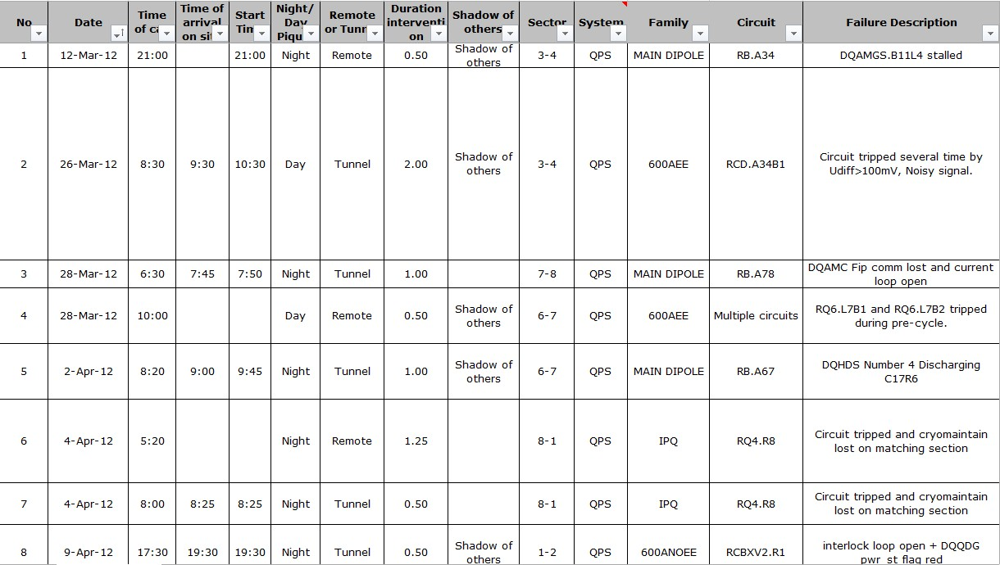 No
Date
Time
of ca
Time of
arrival
on sit
Start
Tim
Night/
Day
Piqu
Remote
or Tunn
Duration
interventi
on
Shadow of
others
Sector
System
Family
Circuit
Failure Description
1 12-Mar-12 21:00 21:00 Night Remote 0.50 Shadow of others 3-4 QPS MAIN DIPOLE RB.A34 DQAMGS.B11L4 stalled
2 26-Mar-12 8:30 9:30 10:30 Day Tunnel 2.00 Shadow of others 3-4 QPS 600AEE RCD.A34B1 Circuit tripped several time by
Udiff>100mV, Noisy signal.
3 28-Mar-12 6:30 7:45 7:50 Night Tunnel 1.00 7-8 QPS MAIN DIPOLE RB.A78 DQAMC Fip comm lost and current
loop open
4 28-Mar-12 10:00 Day Remote 0.50 Shadow of others 6-7 QPS 600AEE Multiple circuits RQ6.L7B1 and RQ6.L7B2 tripped
during pre-cycle.
5 2-Apr-12 8:20 9:00 9:45 Night Tunnel 1.00 Shadow of others 6-7 QPS MAIN DIPOLE RB.A67 DQHDS Number 4 Discharging
C17R6
6 4-Apr-12 5:20 Night Remote 1.25 8-1 QPS IPQ RQ4.R8 Circuit tripped and cryomaintain
lost on matching section
7 4-Apr-12 8:00 8:25 8:25 Night Tunnel 0.50 8-1 QPS IPQ RQ4.R8 Circuit tripped and cryomaintain
lost on matching section
8 9-Apr-12 17:30 19:30 19:30 Night Tunnel 0.50 Shadow of others 1-2 QPS 600ANOEE RCBXV2.R1 interlock loop open + DQQDG
pwr_st flag red